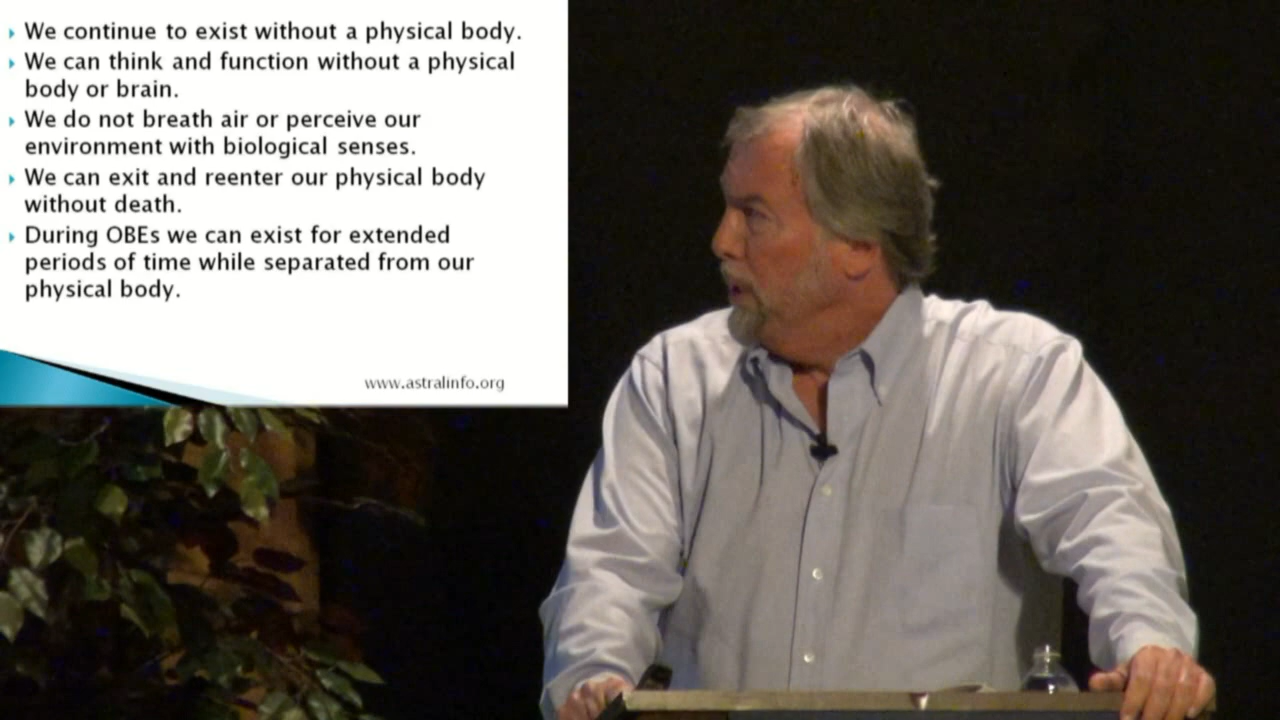 We continue to exist without a physical body.
We can think and function without a physical
body or brain.
We do not breath air or perceive our
environment with biological senses.
We can exit and reenter our physical body
without death.
During OBEs we can exist for extended
periods of time while separated from our
physical body.
www.astralinfo.org